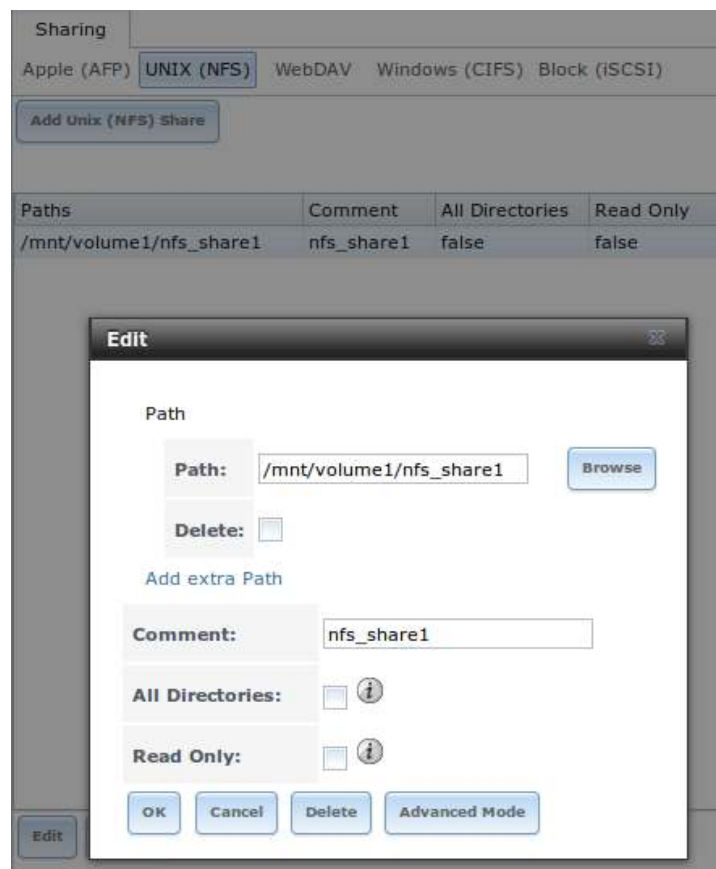 Sharing
Apple (AFP) UNIX (NFS) WebDAV Windows (CIFS) Block (iSCSI)
Add Unix (NFS) Share
Paths Comment All Directories Read Only
/mnt/volume1/nfs_share1 nfs_share1 false false
Edit
Path
Path: /mnt/volume1/nfs_share1 Browse
Delete:
Add extra Path
Comment: nfs_share1
All Directories: i
Read Only: i
OK Cancel Delete Advanced Mode
Edit